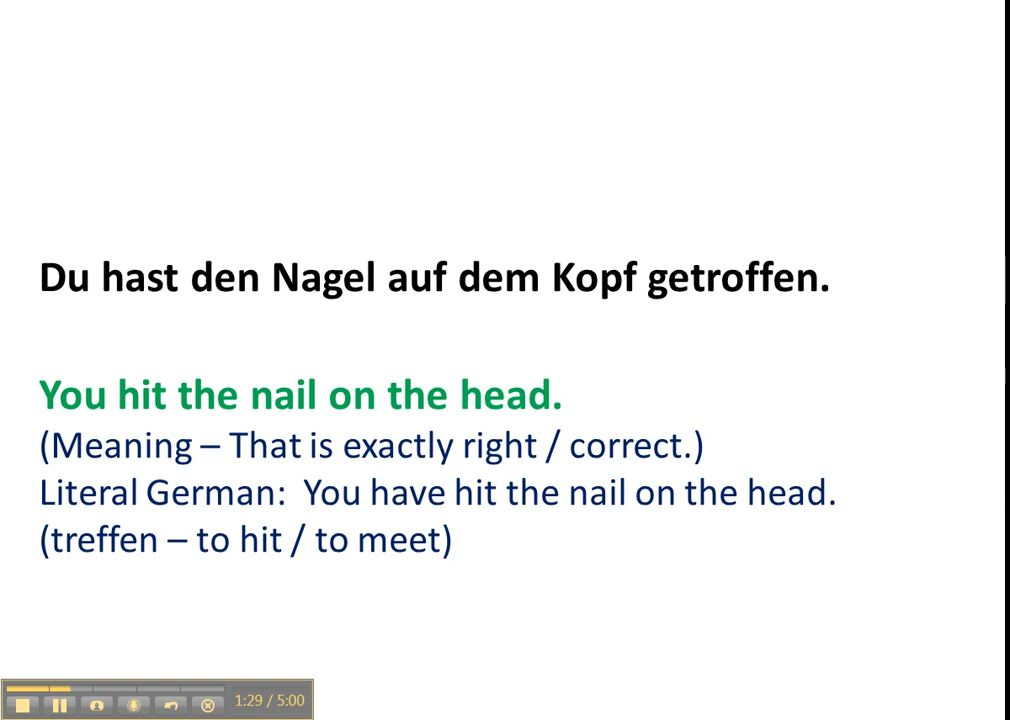 Du hast den Nagel auf dem Kopf getroffen.
You hit the nail on the head.
(Meaning – That is exactly right / correct.)
Literal German:  You have hit the nail on the head.
(treffen – to hit / to meet)
1:29 / 5:00